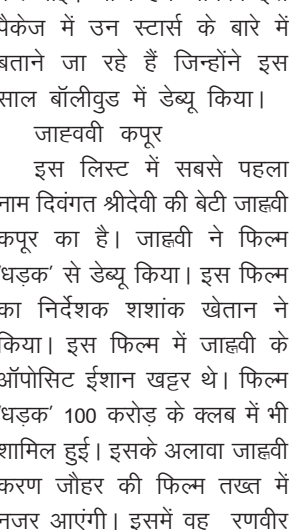 पैकेज में उन स्टार्स के बारे में
बताने जा रहे हैं जिन्होंने इस
साल बॉलीवुड में डेब्यू किया।
जाह्ववी कपूर
इस लिस्ट में सबसे पहला
नाम दिवंगत श्रीदेवी की बेटी जाह्नवी
कपूर का है। जाह्नवी ने फिल्म
'धड़क' से डेब्यू किया। इस फिल्म
का निर्देशक शशांक खेतान ने
किया। इस फिल्म में जाह्नवी के
ऑपोसिट ईशान खट्टर थे। फिल्म
'धड़क' 100 करोड़ के क्लब में भी
शामिल हुई। इसके अलावा जाह्नवी
करण जौहर की फिल्म तख्त में
नजर आएंगी। इसमें वह रणवीर